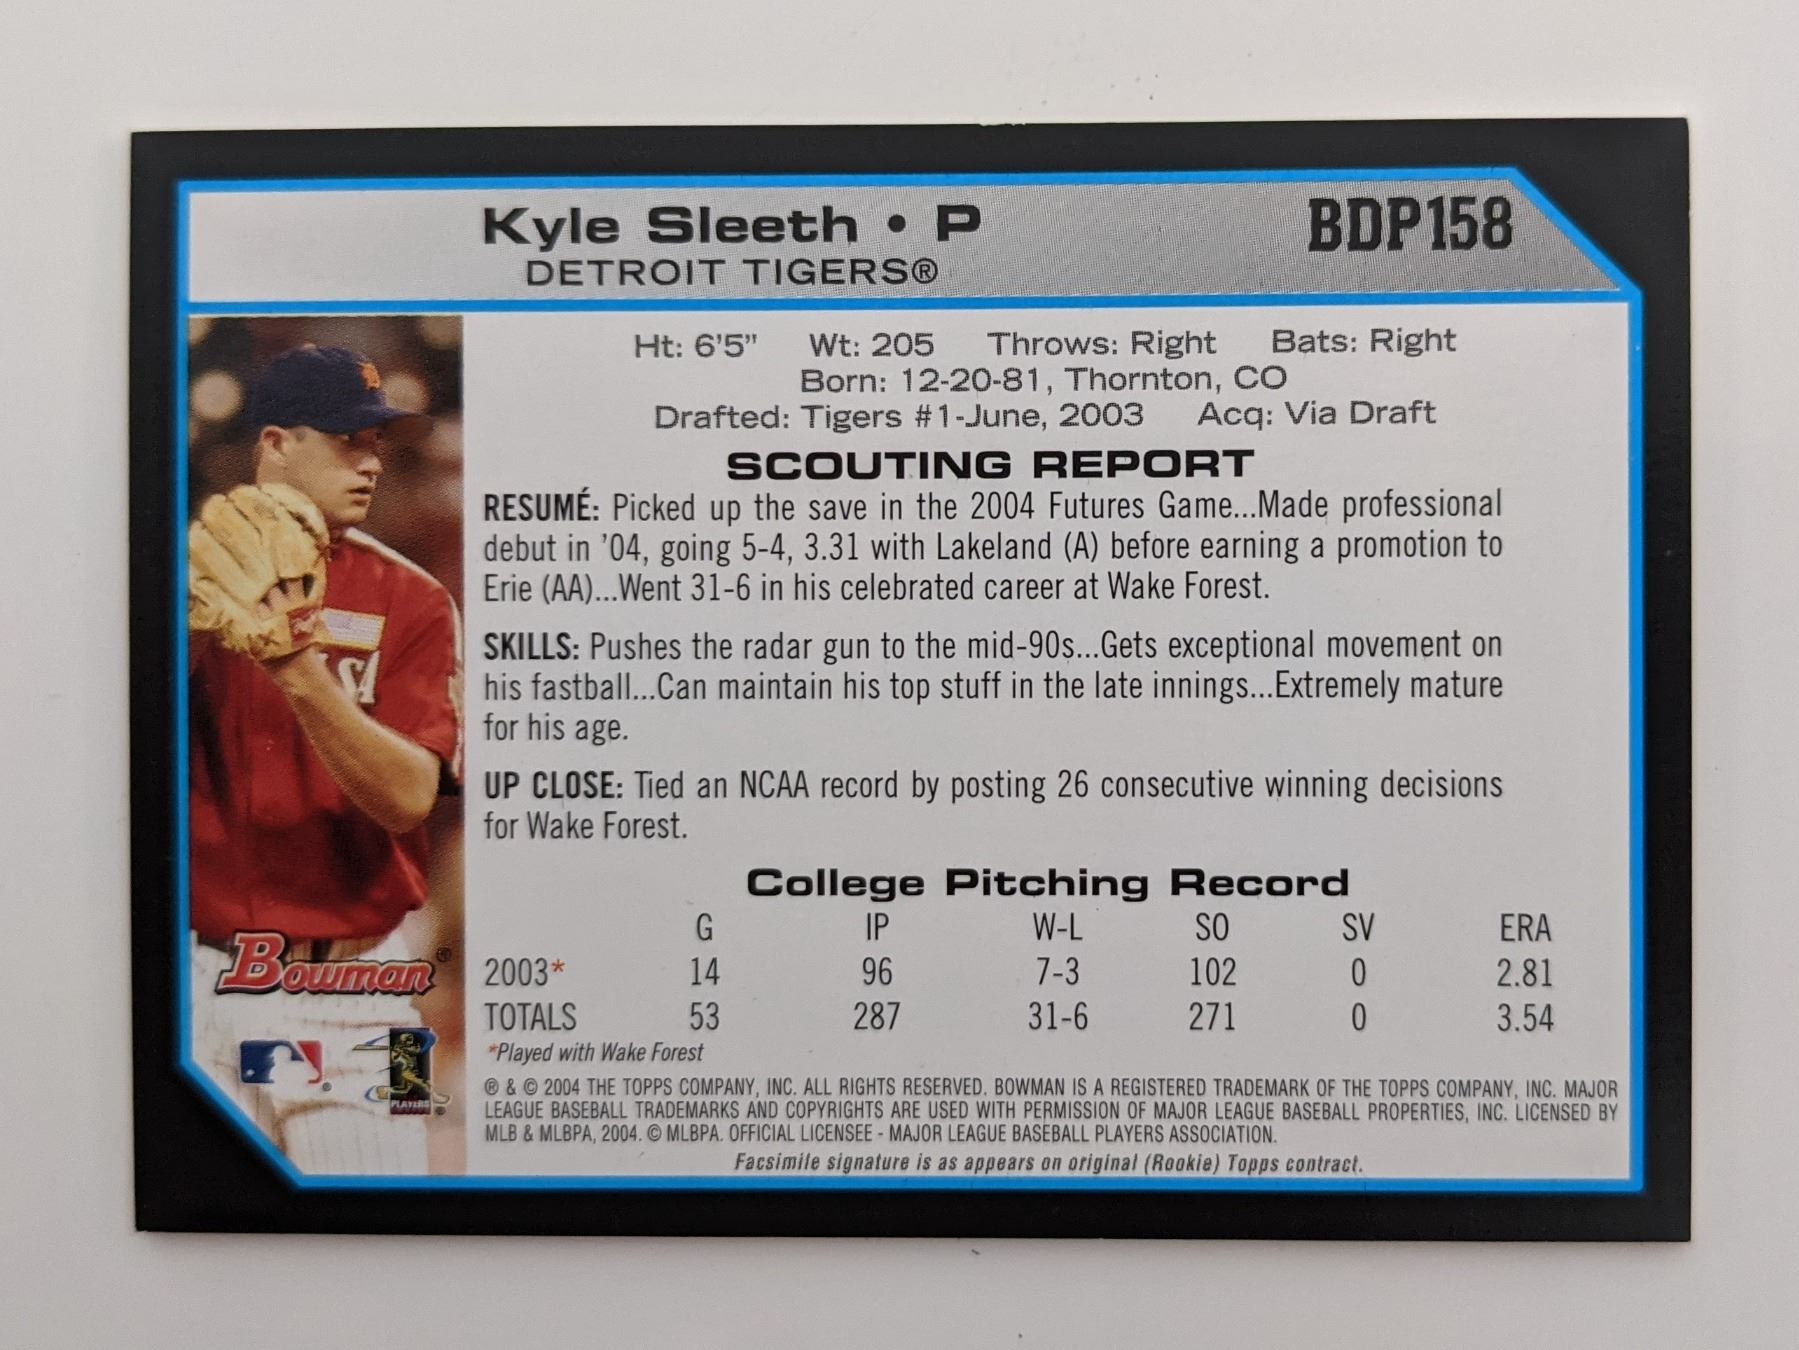 Kyle Sleeth • P
BDP158
DETROIT TIGERS®
Ht: 6'5" Wt: 205 Throws: Right Bats: Right
Born: 12-20-81, Thornton, CO
Drafted: Tigers #1-June, 2003 Acq: Via Draft
SCOUTING REPORT
RESUMÉ: Picked up the save in the 2004 Futures Game...Made professional
debut in '04, going 5-4, 3.31 with Lakeland (A) before earning a promotion to
Erie (AA)...Went 31-6 in his celebrated career at Wake Forest.
SKILLS: Pushes the radar gun to the mid-90s...Gets exceptional movement on
his fastball...Can maintain his top stuff in the late innings...Extremely mature
for his age.
UP CLOSE: Tied an NCAA record by posting 26 consecutive winning decisions
for Wake Forest.
College Pitching Record
G IP W-L SO SV ERA
2003* 14 96 7-3 102 0 2.81
TOTALS 53 287 31-6 271 0 3.54
*Played with Wake Forest
® & © 2004 THE TOPPS COMPANY, INC. ALL RIGHTS RESERVED. BOWMAN IS A REGISTERED TRADEMARK OF THE TOPPS COMPANY, INC. MAJOR
LEAGUE BASEBALL TRADEMARKS AND COPYRIGHTS ARE USED WITH PERMISSION OF MAJOR LEAGUE BASEBALL PROPERTIES, INC. LICENSED BY
MLB & MLBPA, 2004. © MLBPA. OFFICIAL LICENSEE - MAJOR LEAGUE BASEBALL PLAYERS ASSOCIATION.
Facsimile signature is as appears on original (Rookie) Topps contract.
SA
D
Bowman®
®
PLAYERS ®